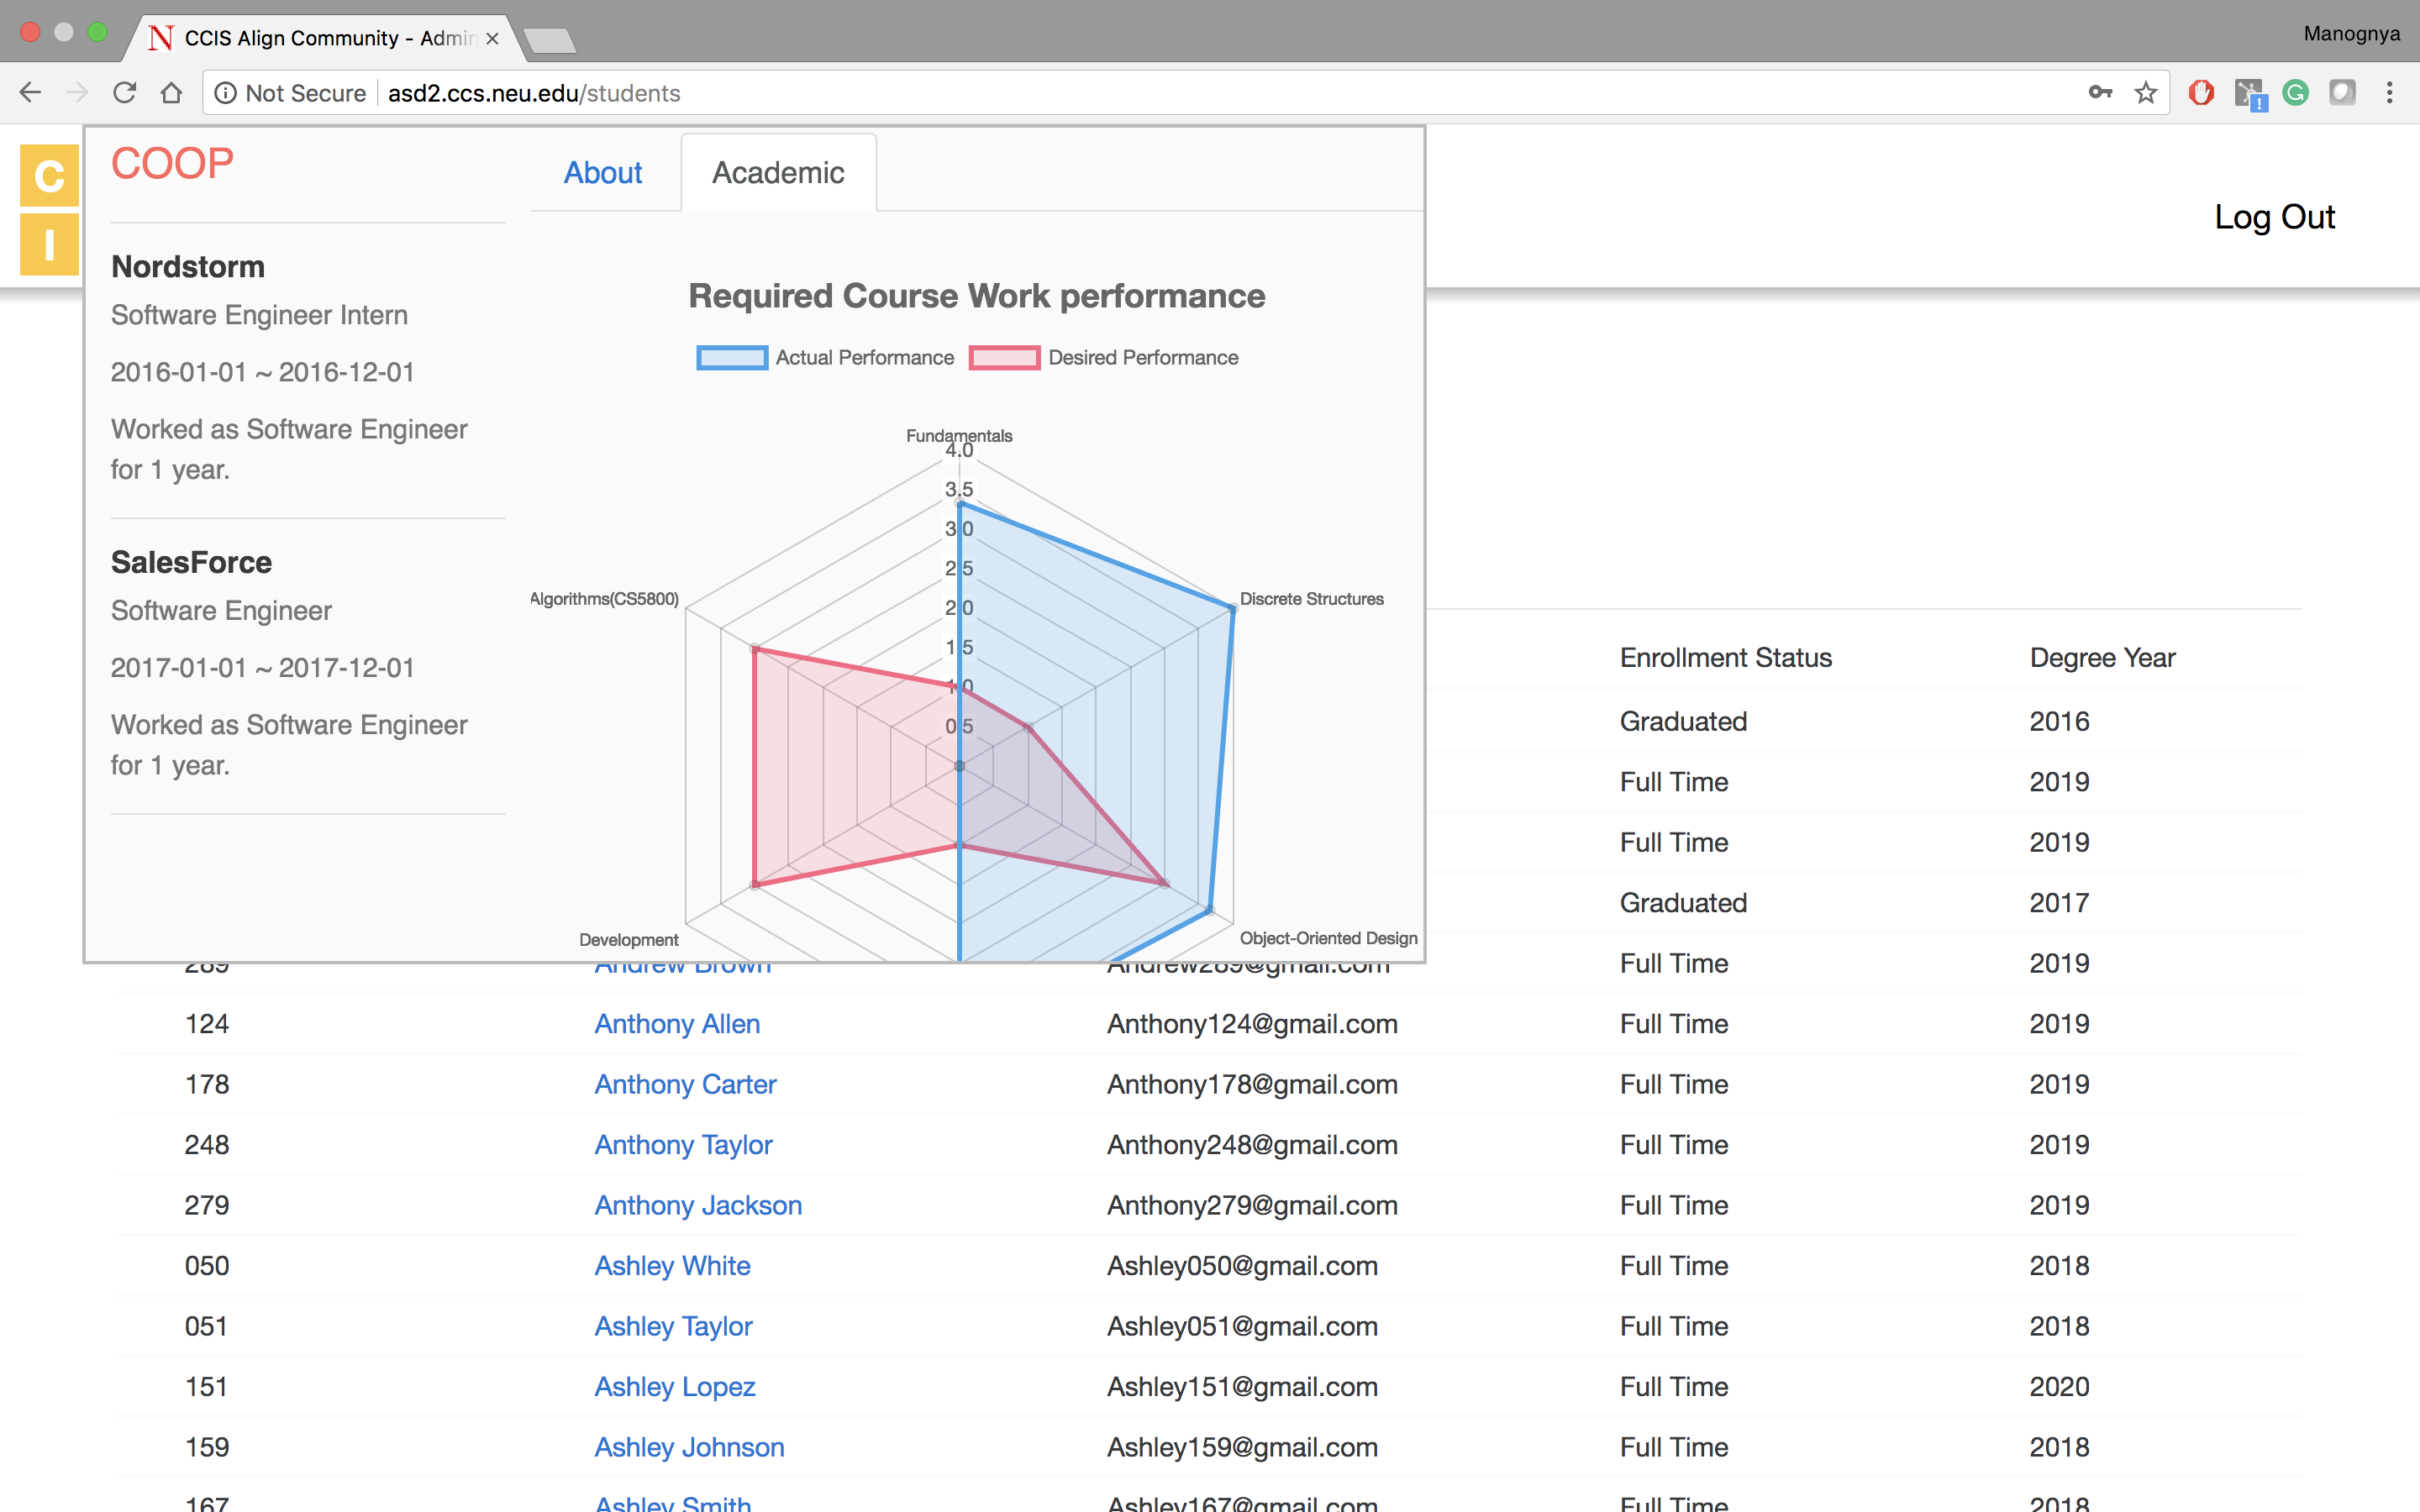 CCIS Align Community - Admin
Manognya
Not Secure
asd2.ccs.neu.edu/students
C
I
Log Out
COOP
Nordstorm
Software Engineer Intern
2016-01-01 ~ 2016-12-01
Worked as Software Engineer
for 1 year.
SalesForce
Software Engineer
2017-01-01 ~ 2017-12-01
Worked as Software Engineer
for 1 year.
About
Academic
Required Course Work performance
Actual Performance
Desired Performance
Fundamentals
4.0
3.5
3.0
2.5
2.0
1.5
1.0
0.5
Algorithms(CS5800)
Discrete Structures
Development
Object-Oriented Design
Enrollment Status Degree Year
Graduated 2016
Full Time 2019
Full Time 2019
Graduated 2017
289 Andrew Brown Andrew289@gmail.com Full Time 2019
124 Anthony Allen Anthony124@gmail.com Full Time 2019
178 Anthony Carter Anthony178@gmail.com Full Time 2019
248 Anthony Taylor Anthony248@gmail.com Full Time 2019
279 Anthony Jackson Anthony279@gmail.com Full Time 2019
050 Ashley White Ashley050@gmail.com Full Time 2018
051 Ashley Taylor Ashley051@gmail.com Full Time 2018
151 Ashley Lopez Ashley151@gmail.com Full Time 2020
159 Ashley Johnson Ashley159@gmail.com Full Time 2018
167 Ashley Smith Ashley167@gmail.com Full Time 2018